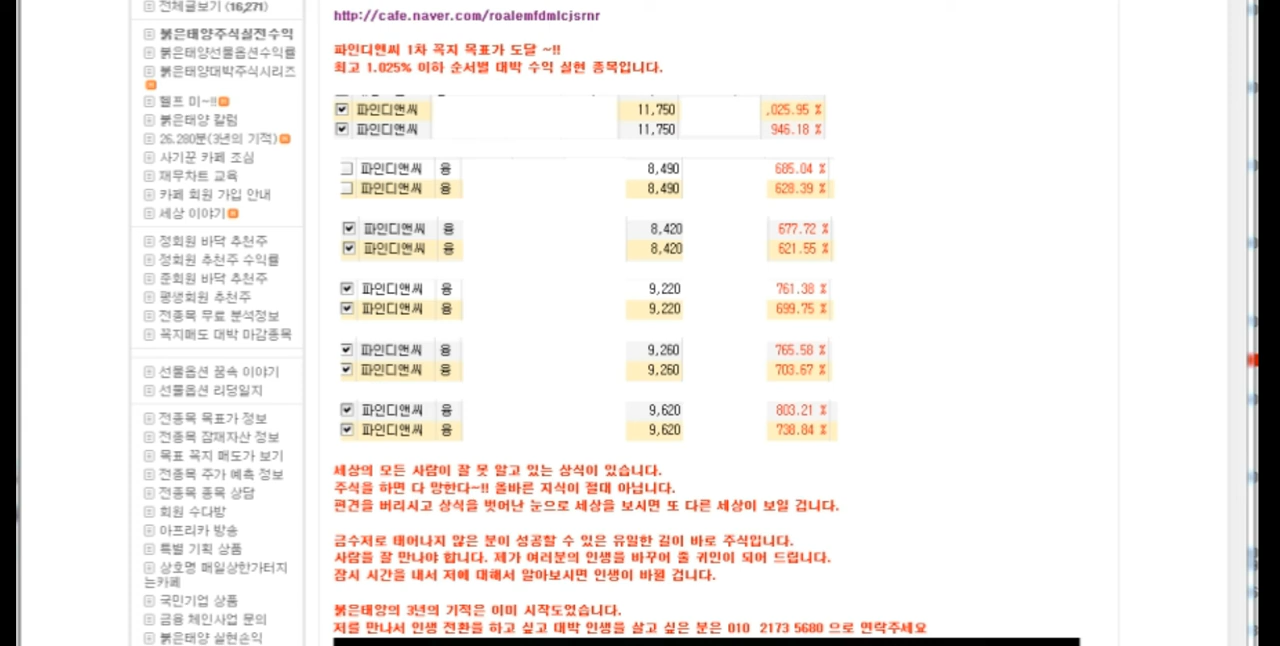 전체글보기 (16,271)
붉은태양주식실전수익
붉은태양선물옵션수익률
붉은태양대박주식시리즈
헬프 미~!!
붉은태양 칼럼
26.280분(3년의 기적)
사기꾼 카페 조심
재무차트 교육
카페 회원 가입 안내
세상 이야기
정회원 바닥 추천주
정회원 추천주 수익률
준회원 바닥 추천주
평생회원 추천주
전종목 무료 분석정보
꼭지매도 대박 마감종목
선물옵션 꿈속 이야기
선물옵션 리딩일지
전종목 목표가 정보
전종목 잠재자산 정보
목표 꼭지 매도가 보기
전종목 주가 예측 정보
전종목 종목 상담
회원 수다방
아프리카 방송
특별 기획 상품
상호명 매일상한가터지
는카페
국민기업 상품
금융 체인사업 문의
붉은태양 실현손익
http://cafe.naver.com/roalemfdmlcjsrnr
파인디앤씨 1차 꼭지 목표가 도달 ~!!
최고 1.025% 이하 순서별 대박 수익 실현 종목입니다.
파인디앤씨 11,750 ,025.95 %
파인디앤씨 11,750 946.18 %
파인디앤씨 융 8,490 685.04 %
파인디앤씨 융 8,490 628.39 %
파인디앤씨 융 8,420 677.72 %
파인디앤씨 융 8,420 621.55 %
파인디앤씨 융 9,220 761.38 %
파인디앤씨 융 9,220 699.75 %
파인디앤씨 융 9,260 765.58 %
파인디앤씨 융 9,260 703.67 %
파인디앤씨 융 9,620 803.21 %
파인디앤씨 융 9,620 738.84 %
세상의 모든 사람이 잘 못 알고 있는 상식이 있습니다.
주식을 하면 다 망한다~!! 올바른 지식이 절대 아닙니다.
편견을 버리시고 상식을 벗어난 눈으로 세상을 보시면 또 다른 세상이 보일 겁니다.
금수저로 태어나지 않은 분이 성공할 수 있은 유일한 길이 바로 주식입니다.
사람을 잘 만나야 합니다. 제가 여러분의 인생을 바꾸어 줄 귀인이 되어 드립니다.
잠시 시간을 내서 저에 대해서 알아보시면 인생이 바뀔 겁니다.
붉은태양의 3년의 기적은 이미 시작도었습니다.
저를 만나서 인생 전환을 하고 싶고 대박 인생을 살고 싶은 분은 010 2173 5680 으로 연락주세요